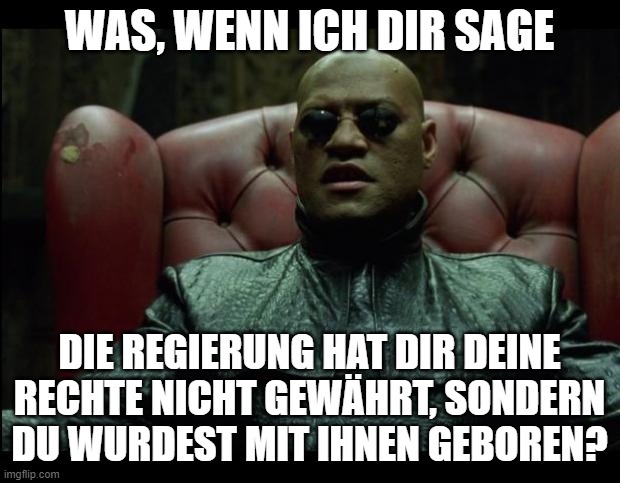 WAS, WENN ICH DIR SAGE
DIE REGIERUNG HAT DIR DEINE
RECHTE NICHT GEWÄHRT, SONDERN
DU WURDEST MIT IHNEN GEBOREN?
imgflip.com